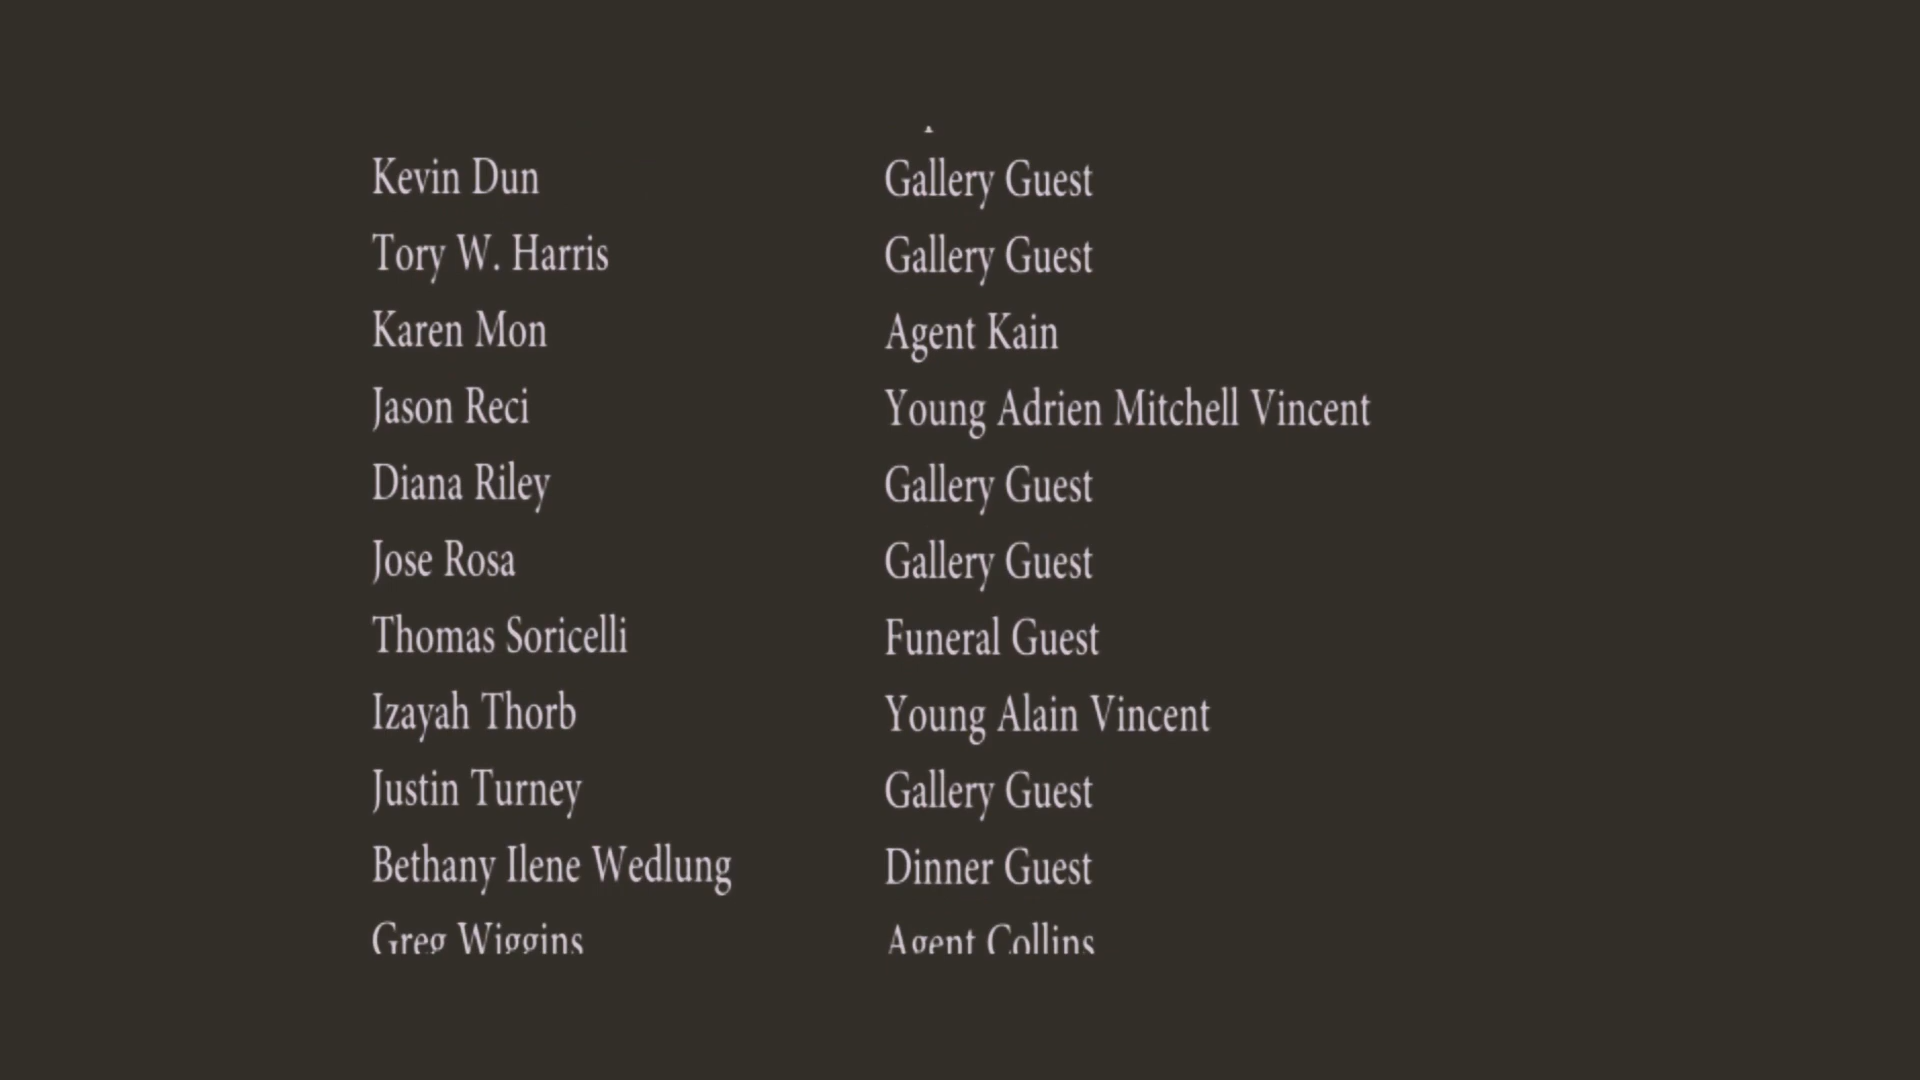 Kevin Dun Gallery Guest
Tory W. Harris Gallery Guest
Karen Mon Agent Kain
Jason Reci Young Adrien Mitchell Vincent
Diana Riley Gallery Guest
Jose Rosa Gallery Guest
Thomas Soricelli Funeral Guest
Izayah Thorb Young Alain Vincent
Justin Turney Gallery Guest
Bethany Ilene Wedlung Dinner Guest
Greg Wiggins Agent Collins